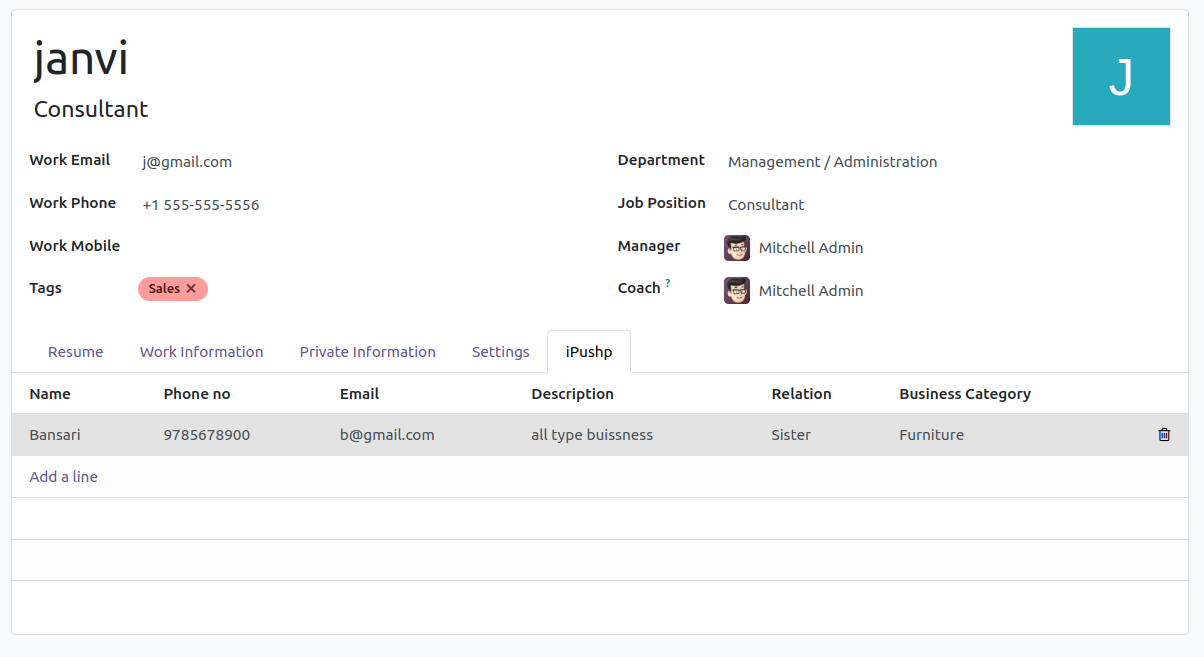 janvi
J
Consultant
Work Email j@gmail.com Department Management / Administration
Work Phone +1 555-555-5556 Job Position Consultant
Work Mobile Manager Mitchell Admin
Tags Sales ✕ Coach ? Mitchell Admin
Resume Work Information Private Information Settings iPushp
Name Phone no Email Description Relation Business Category
Bansari 9785678900 b@gmail.com all type buissness Sister Furniture
Add a line